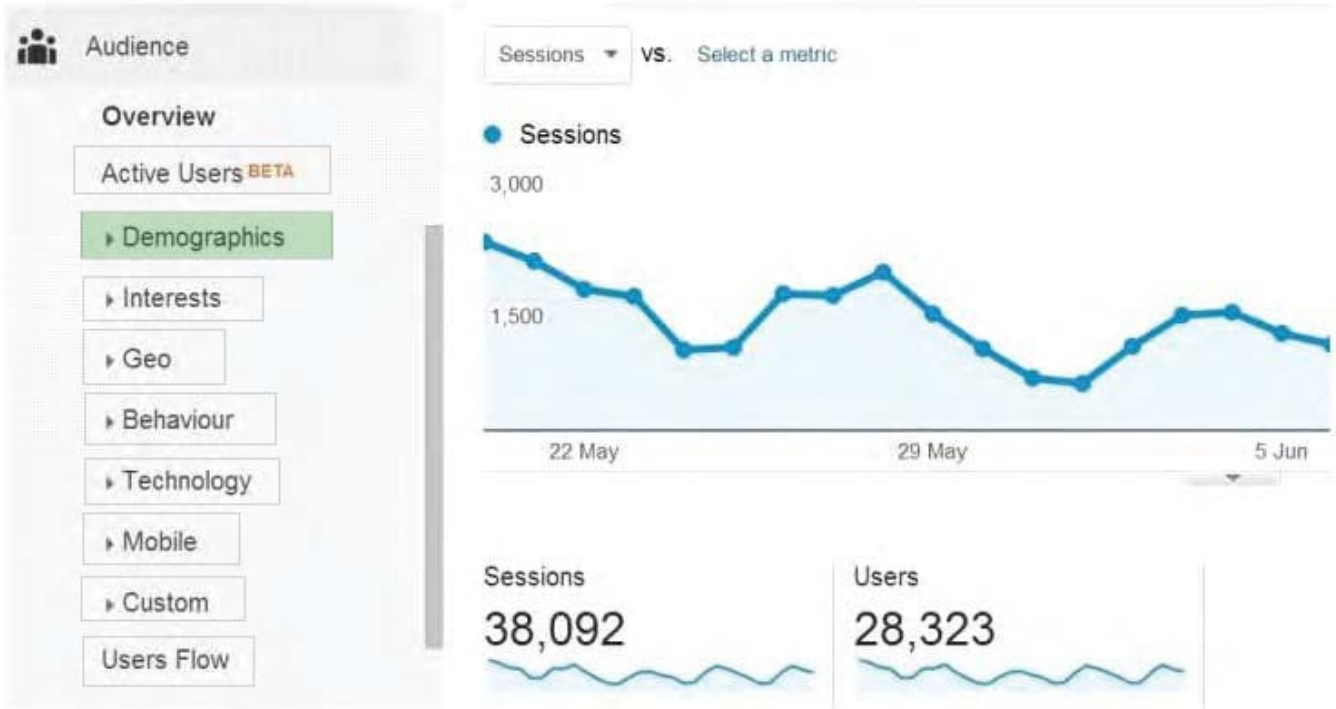 Audience
Overview
Active Users BETA
Demographics
Interests
Geo
Behaviour
Technology
Mobile
Custom
Users Flow
Sessions vs. Select a metric
Sessions
3,000
1,500
22 May 29 May 5 Jun
Sessions Users
38,092 28,323